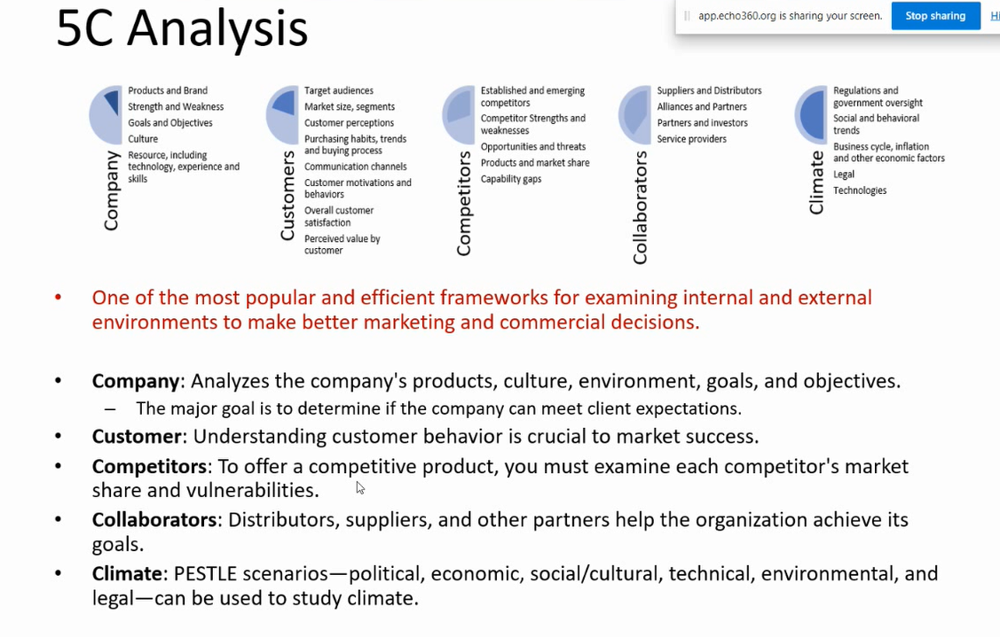 5C Analysis
app.echo360.org is sharing your screen.
Stop sharing
Company
Products and Brand
Strength and Weakness
Goals and Objectives
Culture
Resource, including
technology, experience and
skills
Customers
Target audiences
Market size, segments
Customer perceptions
Purchasing habits, trends
and buying process
Communication channels
Customer motivations and
behaviors
Overall customer
satisfaction
Perceived value by
customer
Competitors
Established and emerging
competitors
Competitor Strengths and
weaknesses
Opportunities and threats
Products and market share
Capability gaps
Collaborators
Suppliers and Distributors
Alliances and Partners
Partners and investors
Service providers
Climate
Regulations and
government oversight
Social and behavioral
trends
Business cycle, inflation
and other economic factors
Legal
Technologies
• One of the most popular and efficient frameworks for examining internal and external
environments to make better marketing and commercial decisions.
• Company: Analyzes the company's products, culture, environment, goals, and objectives.
– The major goal is to determine if the company can meet client expectations.
• Customer: Understanding customer behavior is crucial to market success.
• Competitors: To offer a competitive product, you must examine each competitor's market
share and vulnerabilities.
• Collaborators: Distributors, suppliers, and other partners help the organization achieve its
goals.
• Climate: PESTLE scenarios—political, economic, social/cultural, technical, environmental, and
legal—can be used to study climate.